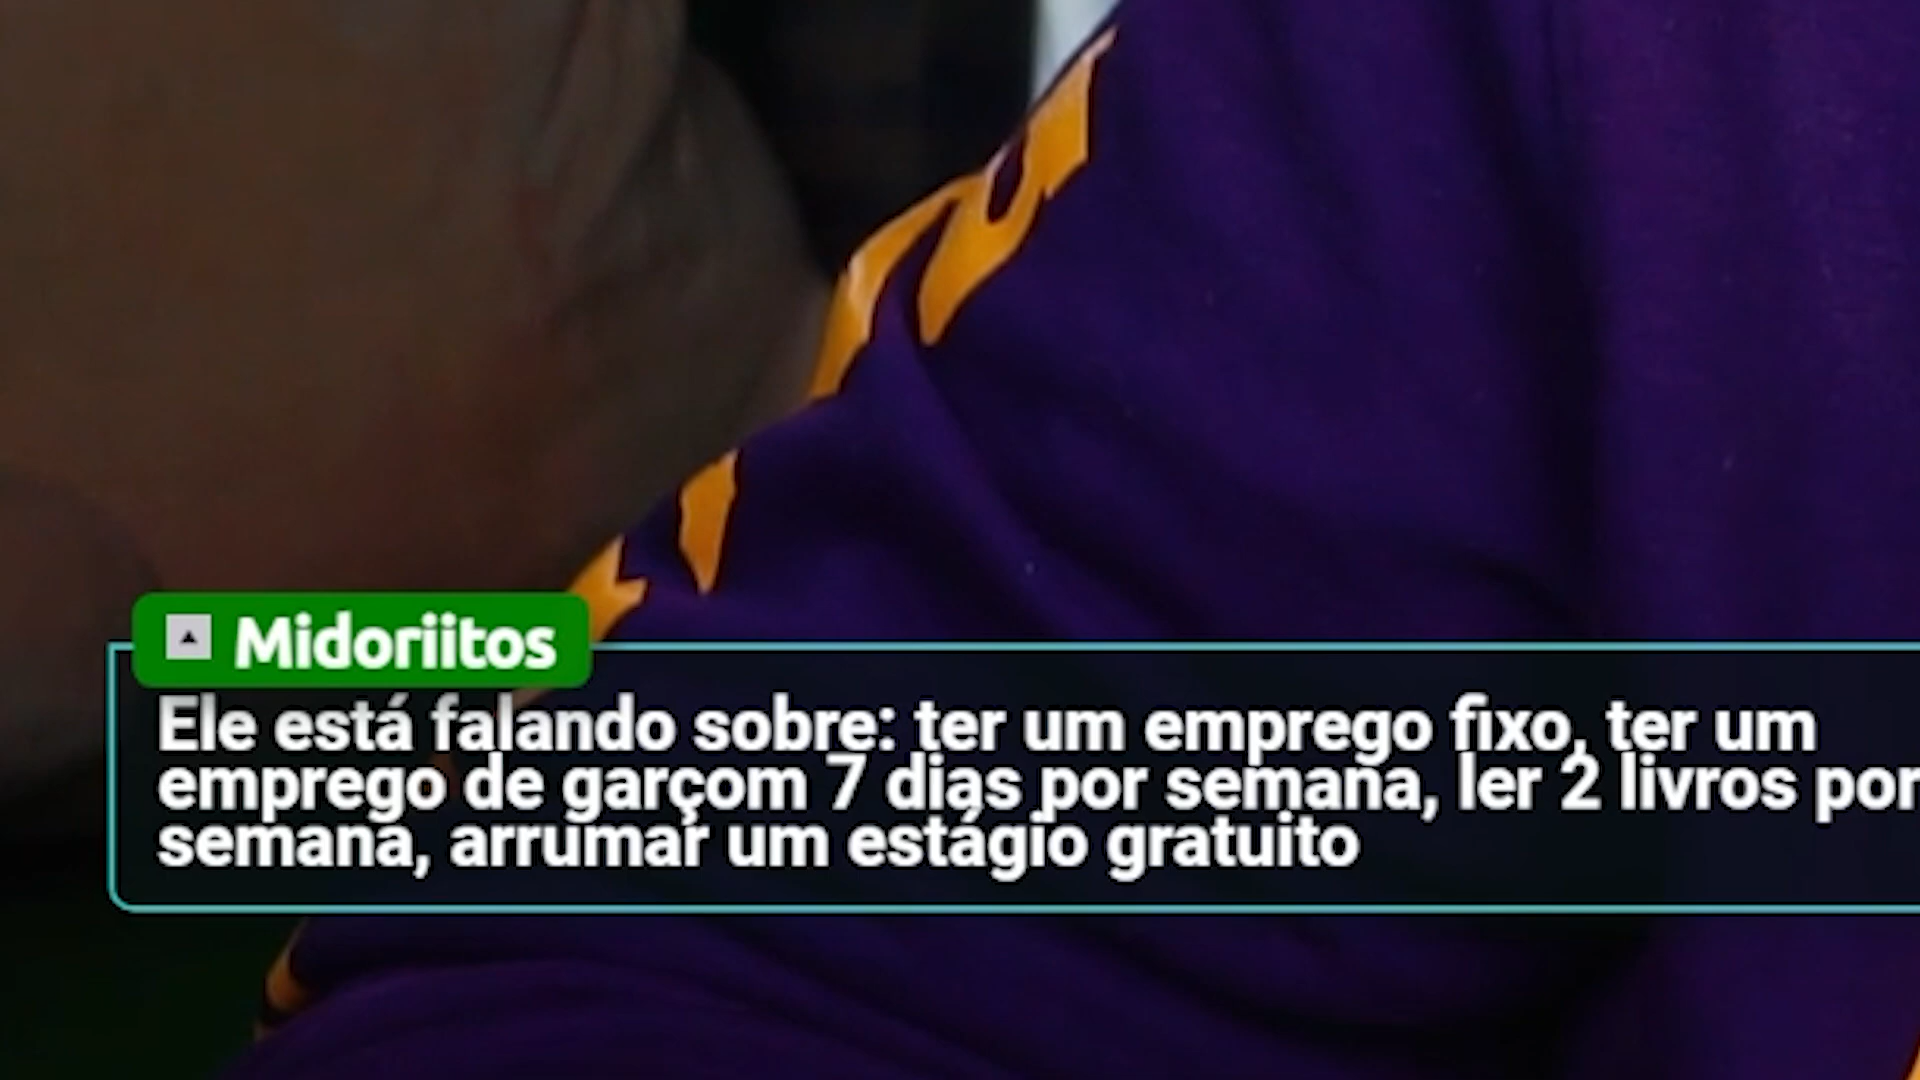 Midoriitos
Ele está falando sobre: ter um emprego fixo, ter um
emprego de garçom 7 dias por semana, ler 2 livros por
semana, arrumar um estágio gratuito